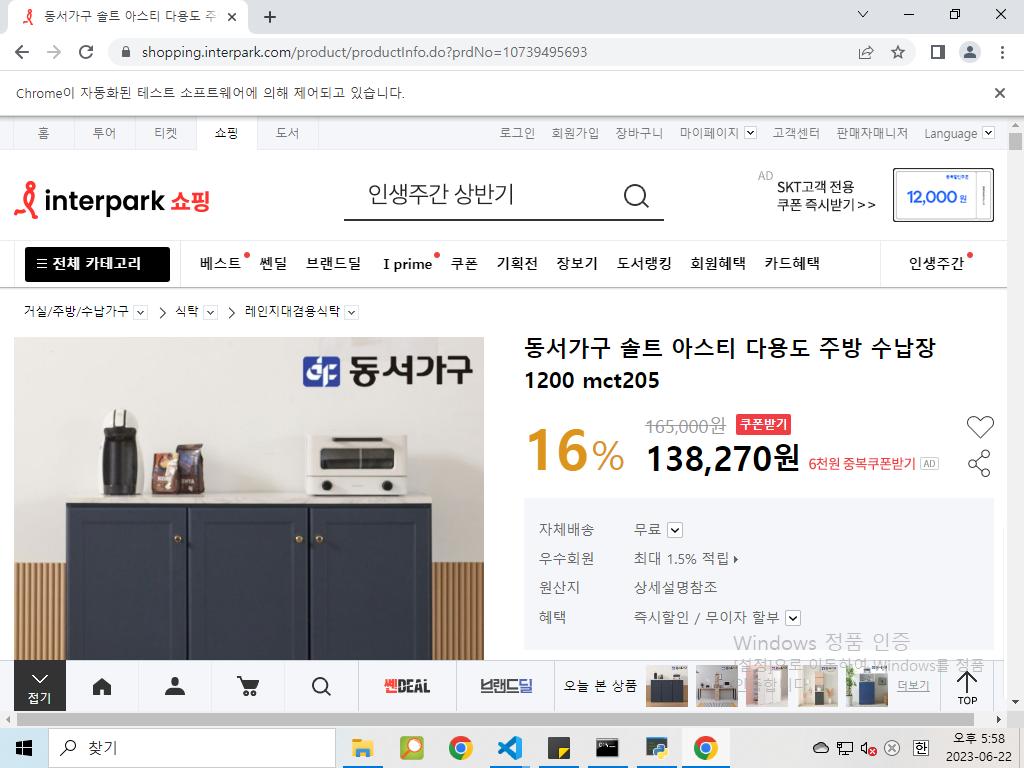 동서가구 솔트 아스티 다용도 주
shopping.interpark.com/product/productInfo.do?prdNo=10739495693
Chrome이 자동화된 테스트 소프트웨어에 의해 제어되고 있습니다.
홈 투어 티켓 쇼핑 도서 로그인 회원가입 장바구니 마이페이지 고객센터 판매자매니저 Language
interpark 쇼핑
인생주간 상반기
AD SKT고객 전용
쿠폰 즉시받기>>
12,000원
전체 카테고리 베스트 쎈딜 브랜드딜 I prime 쿠폰 기획전 장보기 도서랭킹 회원혜택 카드혜택 인생주간
거실/주방/수납가구 > 식탁 > 레인지대겸용식탁
동서가구
동서가구 솔트 아스티 다용도 주방 수납장
1200 mct205
16% 165,000원 쿠폰받기
138,270원 6천원 중복쿠폰받기 AD
자체배송 무료
우수회원 최대 1.5% 적립
원산지 상세설명참조
혜택 즉시할인 / 무이자 할부
Windows 정품 인증
[설정]으로 이동하여 Windows를 정품
접기 쎈DEAL 브랜드딜 오늘 본 상품 더보기 TOP
찾기
한
오후 5:58
2023-06-22